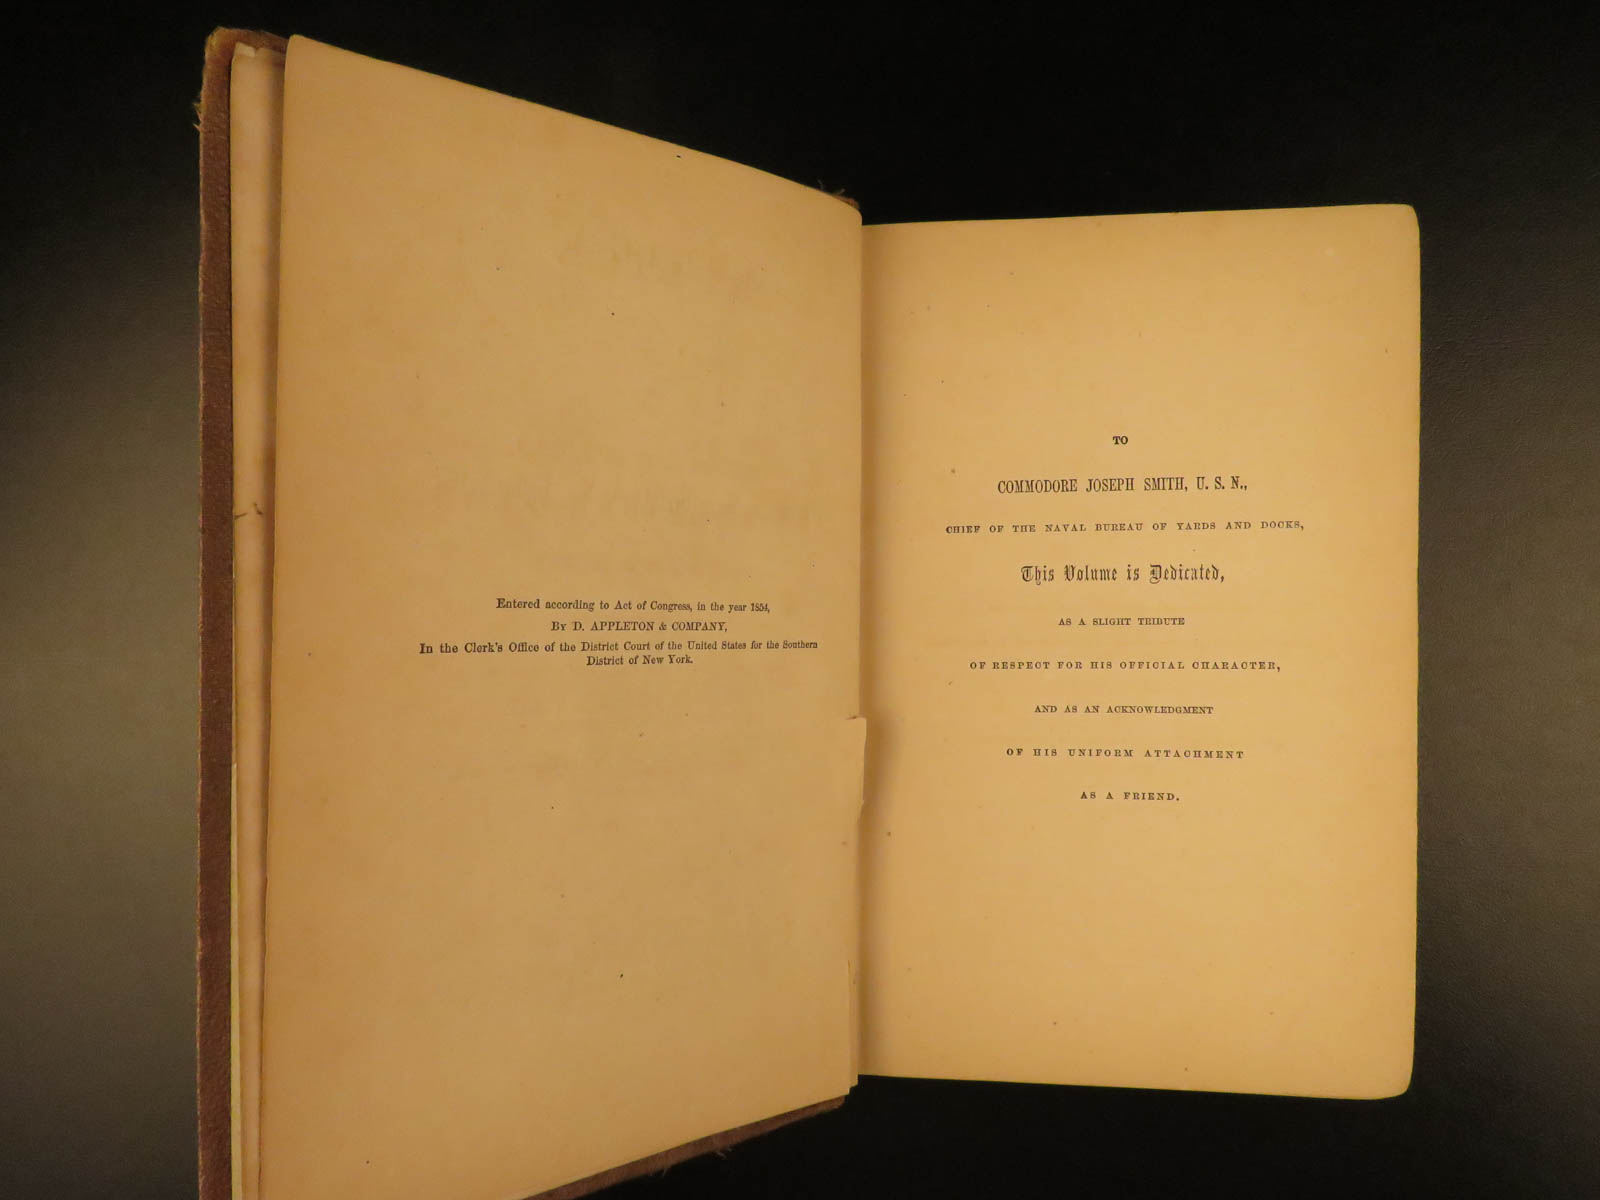 Entered according to Act of Congress, in the year 1854,
By D. APPLETON & COMPANY,
In the Clerk's Office of the District Court of the United States for the Southern
District of New York.
TO
COMMODORE JOSEPH SMITH, U. S. N.,
CHIEF OF THE NAVAL BUREAU OF YARDS AND DOCKS,
This Volume is Dedicated,
AS A SLIGHT TRIBUTE
OF RESPECT FOR HIS OFFICIAL CHARACTER,
AND AS AN ACKNOWLEDGMENT
OF HIS UNIFORM ATTACHMENT
AS A FRIEND.